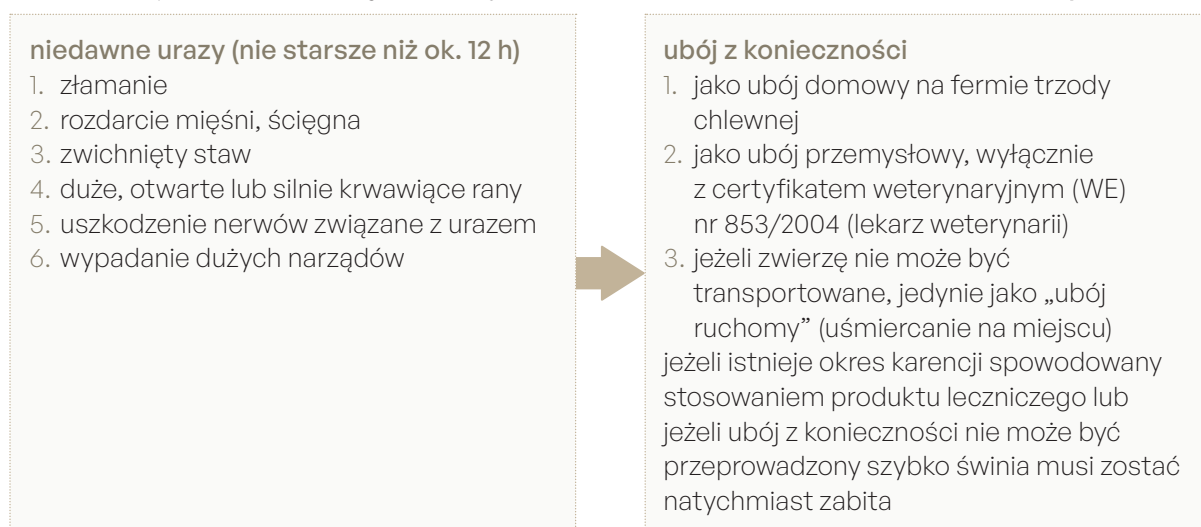 niedawne urazy (nie starsze niż ok. 12 h)
1. złamanie
2. rozdarcie mięśni, ścięgna
3. zwichnięty staw
4. duże, otwarte lub silnie krwawiące rany
5. uszkodzenie nerwów związane z urazem
6. wypadanie dużych narządów
ubój z konieczności
1. jako ubój domowy na fermie trzody
chlewnej
2. jako ubój przemysłowy, wyłącznie
z certyfikatem weterynaryjnym (WE)
nr 853/2004 (lekarz weterynarii)
3. jeżeli zwierzę nie może być
transportowane, jedynie jako „ubój
ruchomy” (uśmiercanie na miejscu)
jeżeli istnieje okres karencji spowodowany
stosowaniem produktu leczniczego lub
jeżeli ubój z konieczności nie może być
przeprowadzony szybko świnia musi zostać
natychmiast zabita